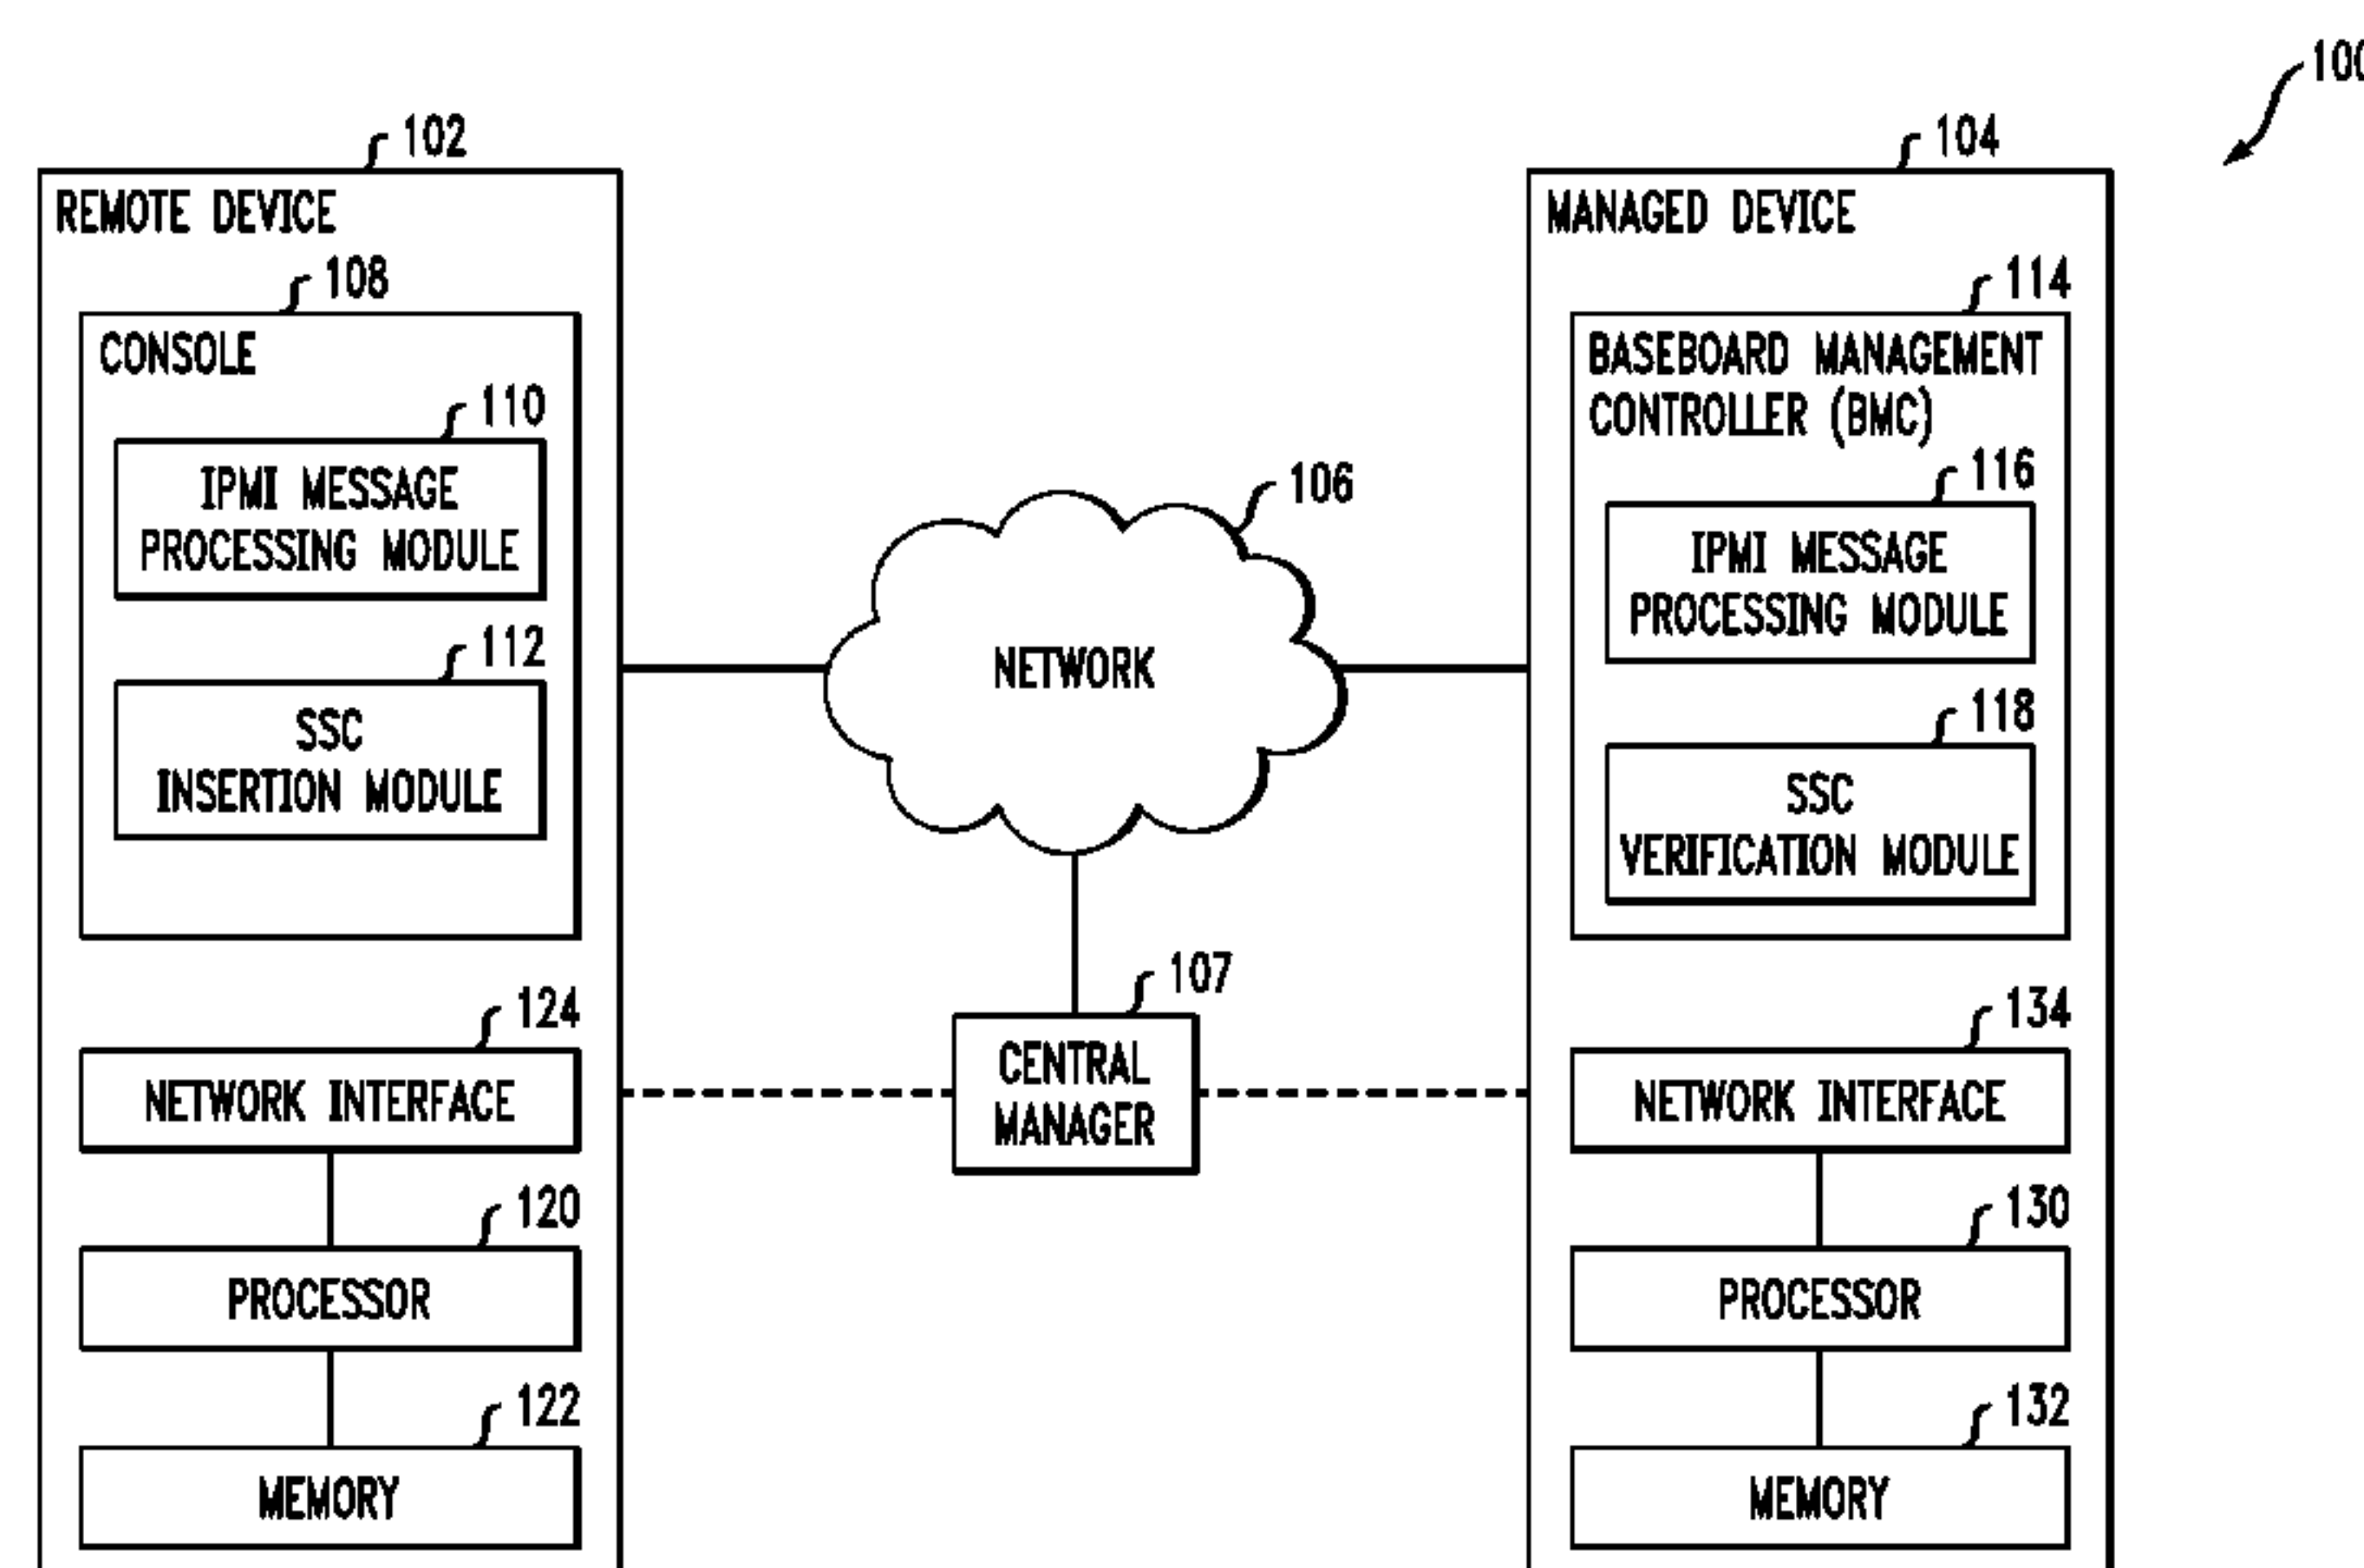 100
102
REMOTE DEVICE
108
CONSOLE
110
IPMI MESSAGE
PROCESSING MODULE
112
SSC
INSERTION MODULE
124
NETWORK INTERFACE
120
PROCESSOR
122
MEMORY
106
NETWORK
107
CENTRAL
MANAGER
104
MANAGED DEVICE
114
BASEBOARD MANAGEMENT
CONTROLLER (BMC)
116
IPMI MESSAGE
PROCESSING MODULE
118
SSC
VERIFICATION MODULE
134
NETWORK INTERFACE
130
PROCESSOR
132
MEMORY